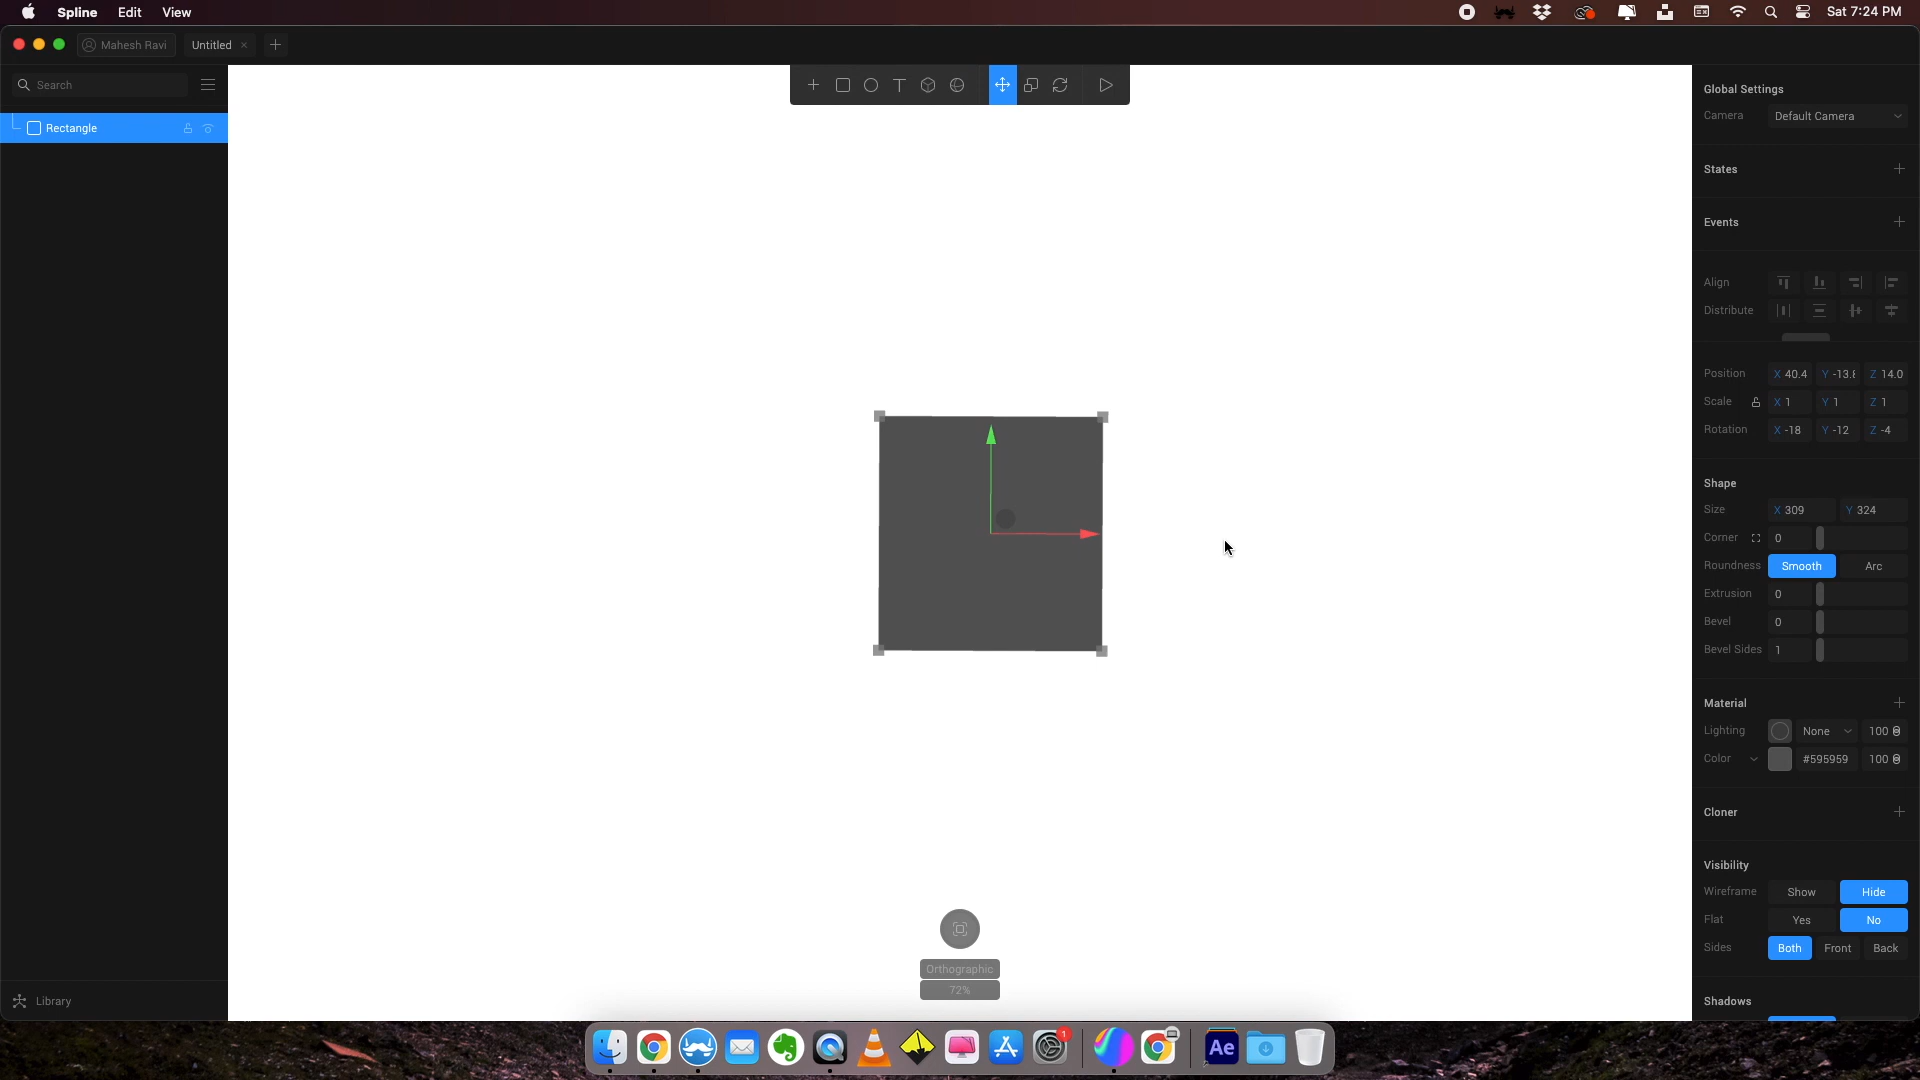 Spline Edit View Sat 7:24 PM
Mahesh Ravi Untitled
Search
Rectangle
Library
Orthographic
72%
Global Settings
Camera Default Camera
States
Events
Align
Distribute
Position X 40.4 Y -13.8 Z 14.0
Scale X 1 Y 1 Z 1
Rotation X -18 Y -12 Z -4
Shape
Size X 309 Y 324
Corner 0
Roundness Smooth Arc
Extrusion 0
Bevel 0
Bevel Sides 1
Material
Lighting None 100
Color #595959 100
Cloner
Visibility
Wireframe Show Hide
Flat Yes No
Sides Both Front Back
Shadows
1
Ae